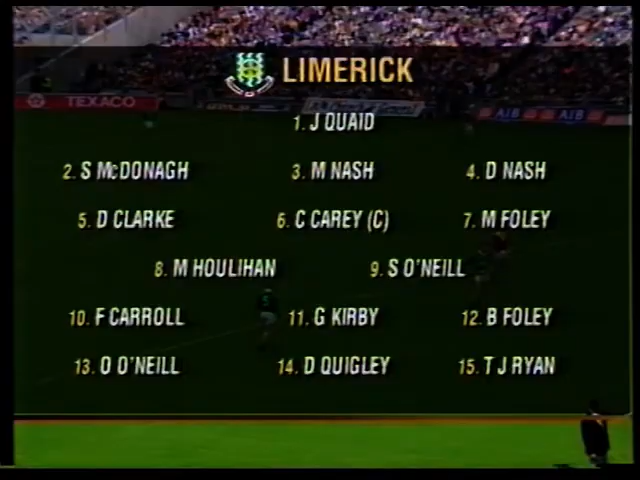 LIMERICK
1. J QUAID
TEXACO
AIB AIB
2. S McDONAGH 3. M NASH 4. D NASH
5. D CLARKE 6. C CAREY (C) 7. M FOLEY
8. M HOULIHAN 9. S O'NEILL
10. F CARROLL 11. G KIRBY 12. B FOLEY
13. O O'NEILL 14. D QUIGLEY 15. T J RYAN